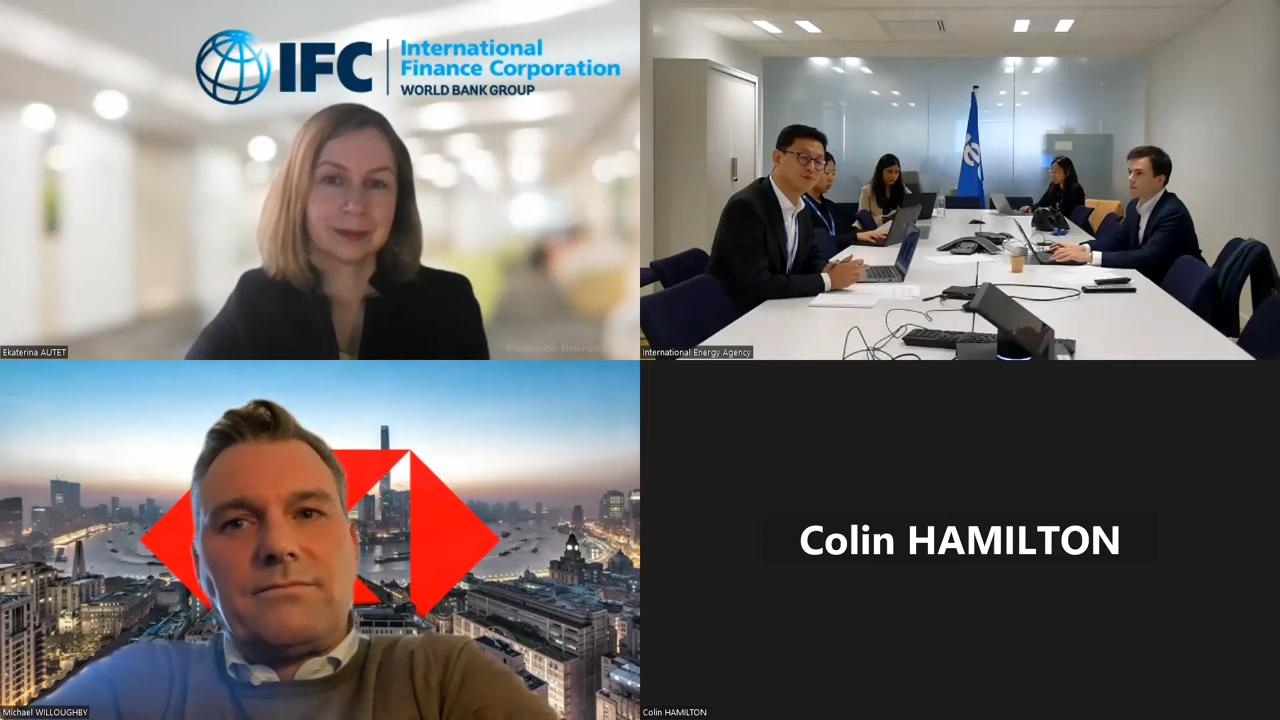 IFC
International
Finance Corporation
WORLD BANK GROUP
Ekaterina AUTET
International Energy Agency
Michael WILLOUGHBY
Colin HAMILTON
Colin HAMILTON